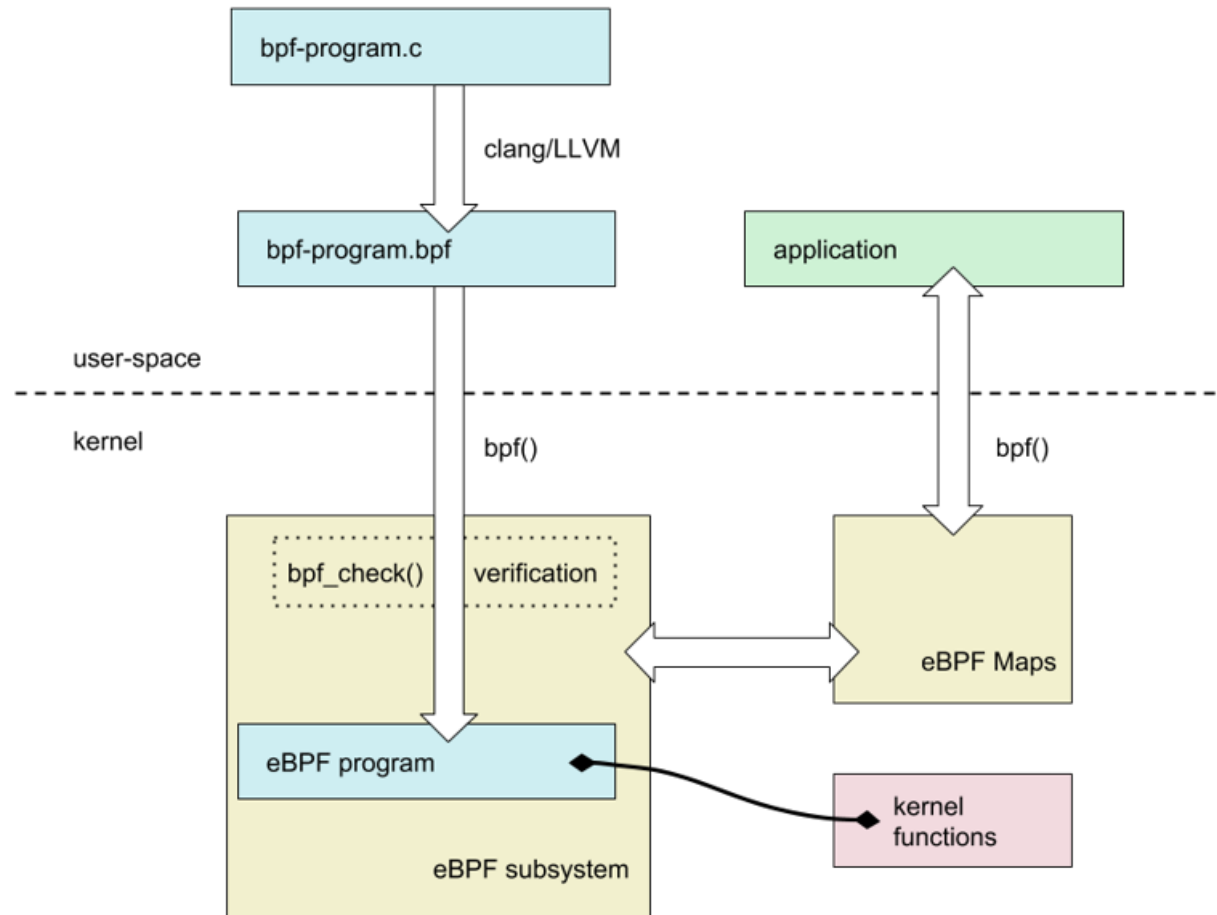 bpf-program.c
clang/LLVM
bpf-program.bpf
application
user-space
kernel
bpf()
bpf()
bpf_check()
verification
eBPF Maps
eBPF program
kernel
functions
eBPF subsystem